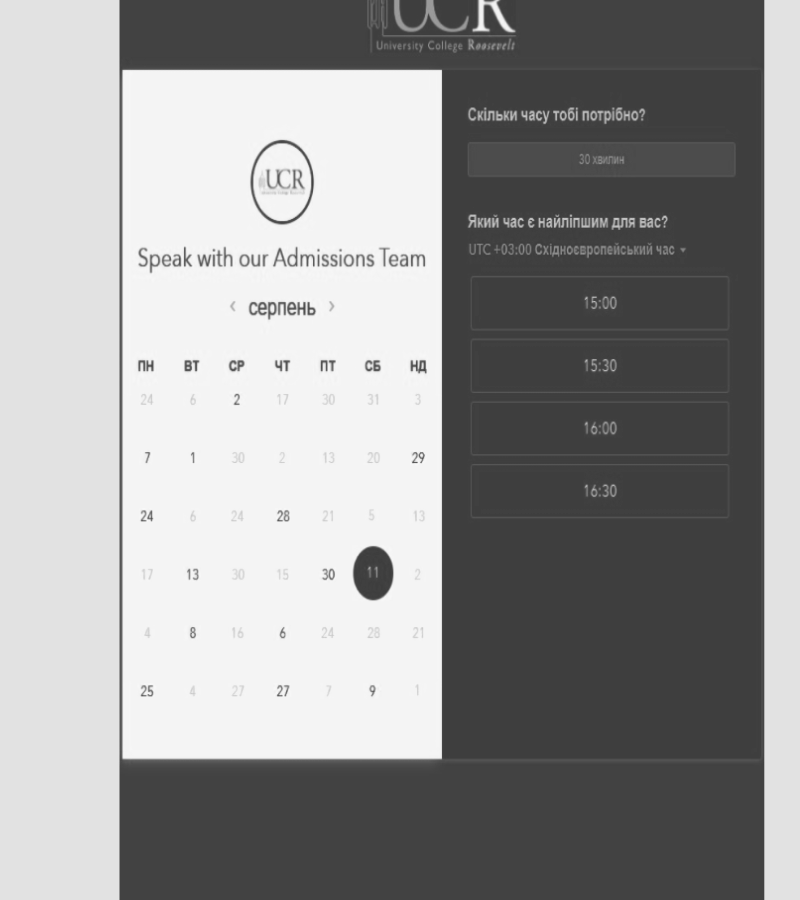 UCR
University College Roosevelt
UCR
Speak with our Admissions Team
‹ серпень ›
ПН ВТ СР ЧТ ПТ СБ НД
24 6 2 17 30 31 3
7 1 30 2 13 20 29
24 6 24 28 21 5 13
17 13 30 15 30 11 2
4 8 16 6 24 28 21
25 4 27 27 7 9 1
Скільки часу тобі потрібно?
30 хвилин
Який час є найліпшим для вас?
UTC +03:00 Східноєвропейський час
15:00
15:30
16:00
16:30